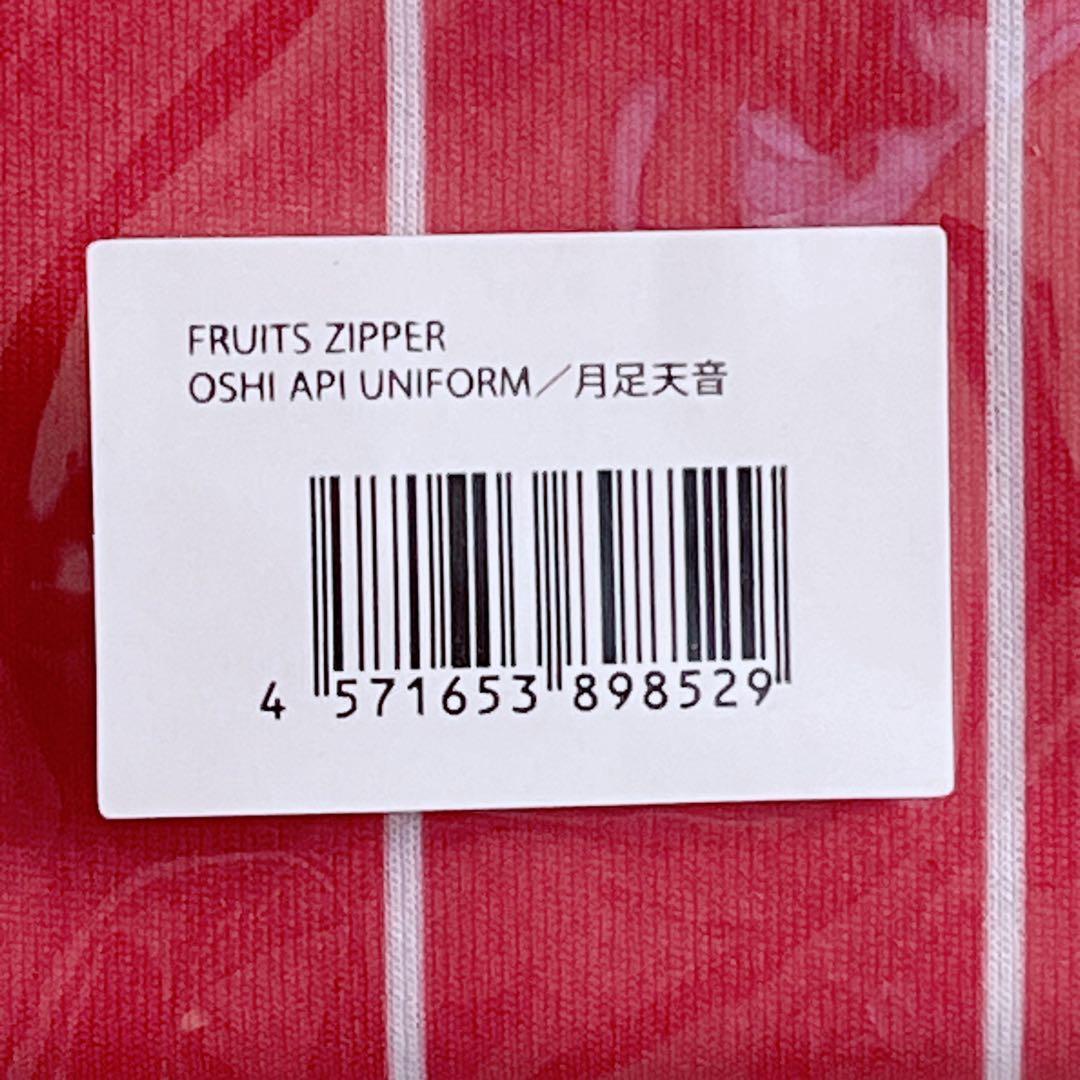 FRUITS ZIPPER
OSHI API UNIFORM／月足天音
4 571653 898529